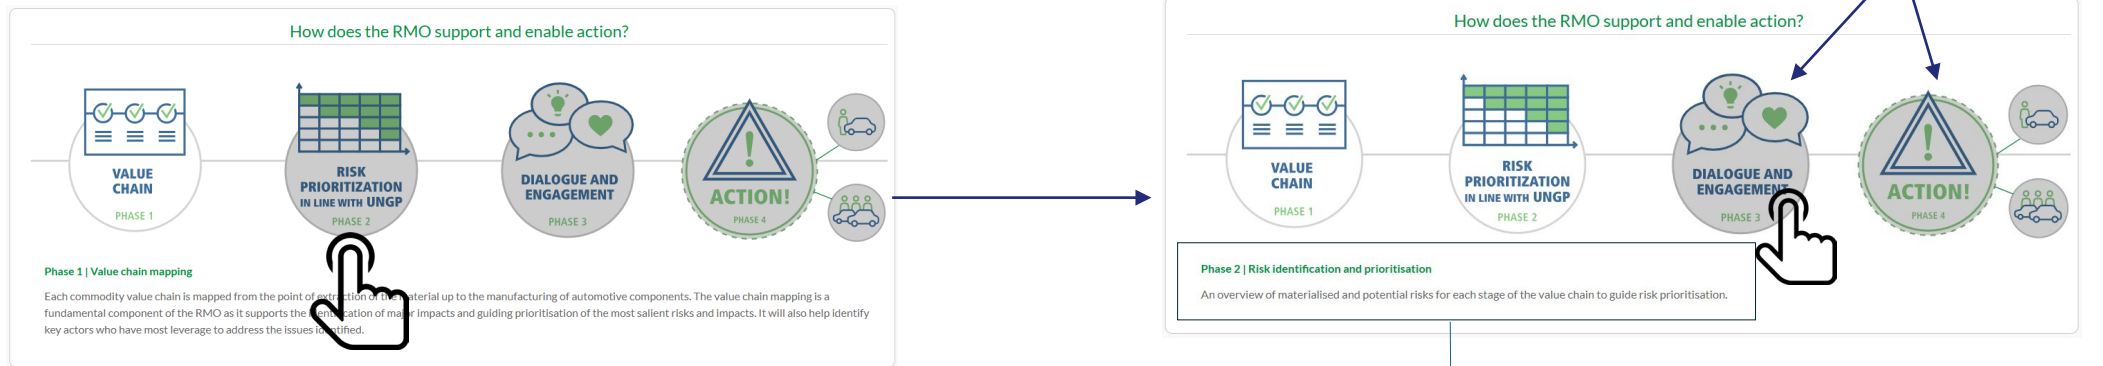 How does the RMO support and enable action?
VALUE
CHAIN
PHASE 1
RISK
PRIORITIZATION
IN LINE WITH UNGP
PHASE 2
DIALOGUE AND
ENGAGEMENT
PHASE 3
ACTION!
PHASE 4
Phase 1 | Value chain mapping
Each commodity value chain is mapped from the point of extraction of the material up to the manufacturing of automotive components. The value chain mapping is a
fundamental component of the RMO as it supports the identification of major impacts and guiding prioritisation of the most salient risks and impacts. It will also help identify
key actors who have most leverage to address the issues identified.
How does the RMO support and enable action?
VALUE
CHAIN
PHASE 1
RISK
PRIORITIZATION
IN LINE WITH UNGP
PHASE 2
DIALOGUE AND
ENGAGEMENT
PHASE 3
ACTION!
PHASE 4
Phase 2 | Risk identification and prioritisation
An overview of materialised and potential risks for each stage of the value chain to guide risk prioritisation.